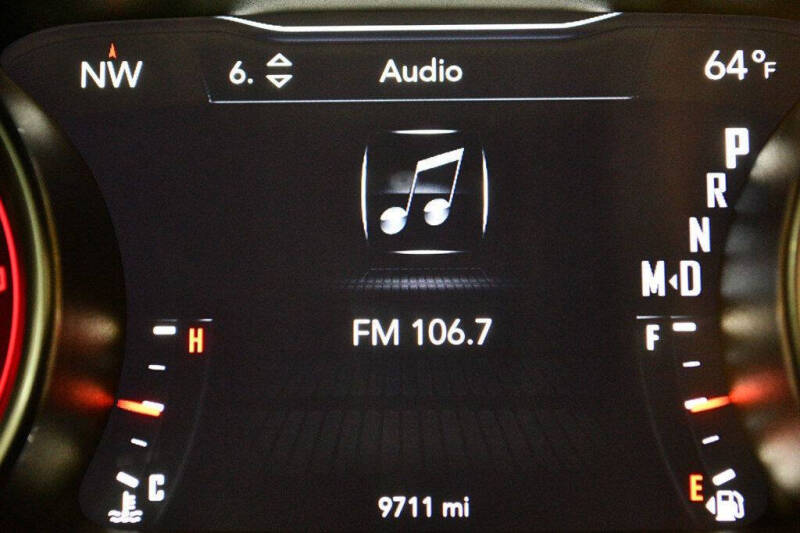 NW
6. Audio
64°F
P
R
N
M D
H
F
FM 106.7
C
E
9711 mi